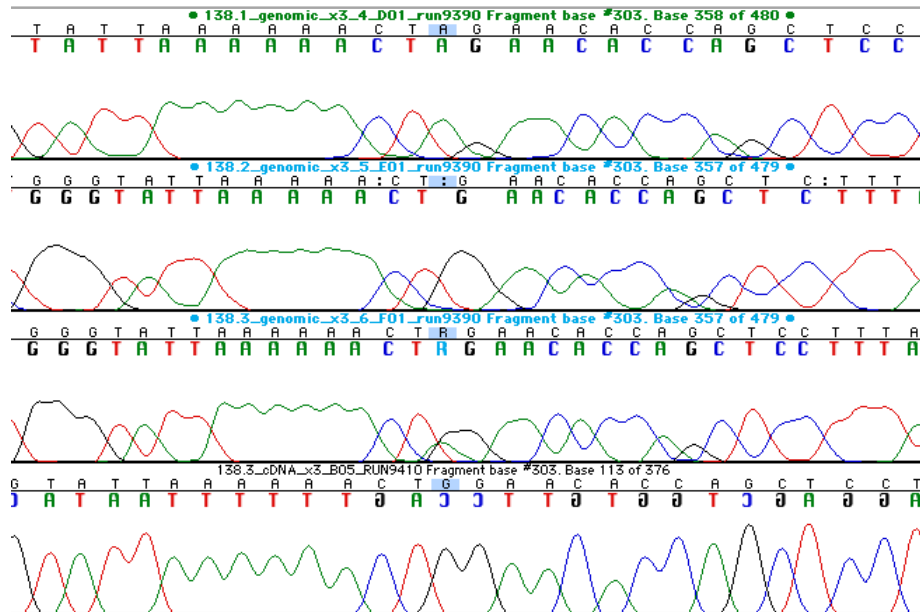 ● 138.1_genomic_x3_4_D01_run9390 Fragment base #303. Base 358 of 480 ●
T A T T A A A A A A C T A G A A C A C C A G C T C C
T A T T A A A A A A C T A G A A C A C C A G C T C C
● 138.2_genomic_x3_5_E01_run9390 Fragment base #303. Base 357 of 479 ●
G G G T A T T A A A A A A : C T : G A A C A C C A G C T C : T T T
G G G T A T T A A A A A A C T G A A C A C C A G C T C T T T
● 138.3_genomic_x3_6_F01_run9390 Fragment base #303. Base 357 of 479 ●
G G G T A T T A A A A A A C T R G A A C A C C A G C T C C T T T A
G G G T A T T A A A A A A C T R G A A C A C C A G C T C C T T T A
138.3_cDNA_x3_B05_RUN9410 Fragment base #303. Base 113 of 376
G T A T T A A A A A A C T G G A A C A C C A G C T C C T
C A T A A T T T T T T G A C C T T G T G G T C G A G G A